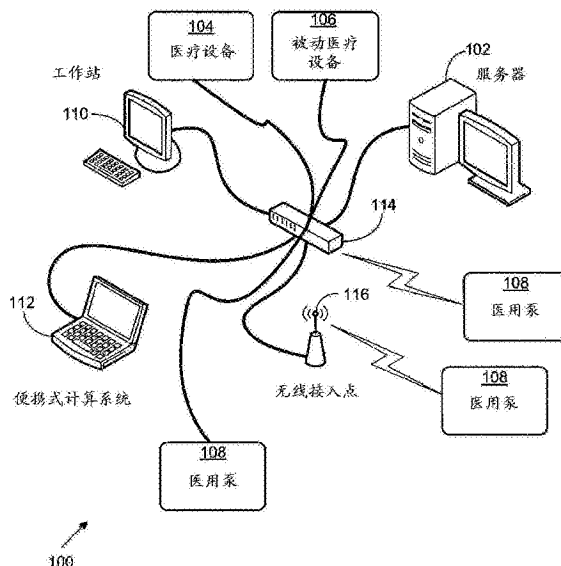 104
医疗设备
106
被动医疗
设备
102
服务器
工作站
110
114
112
便携式计算系统
116
无线接入点
108
医用泵
108
医用泵
108
医用泵
100